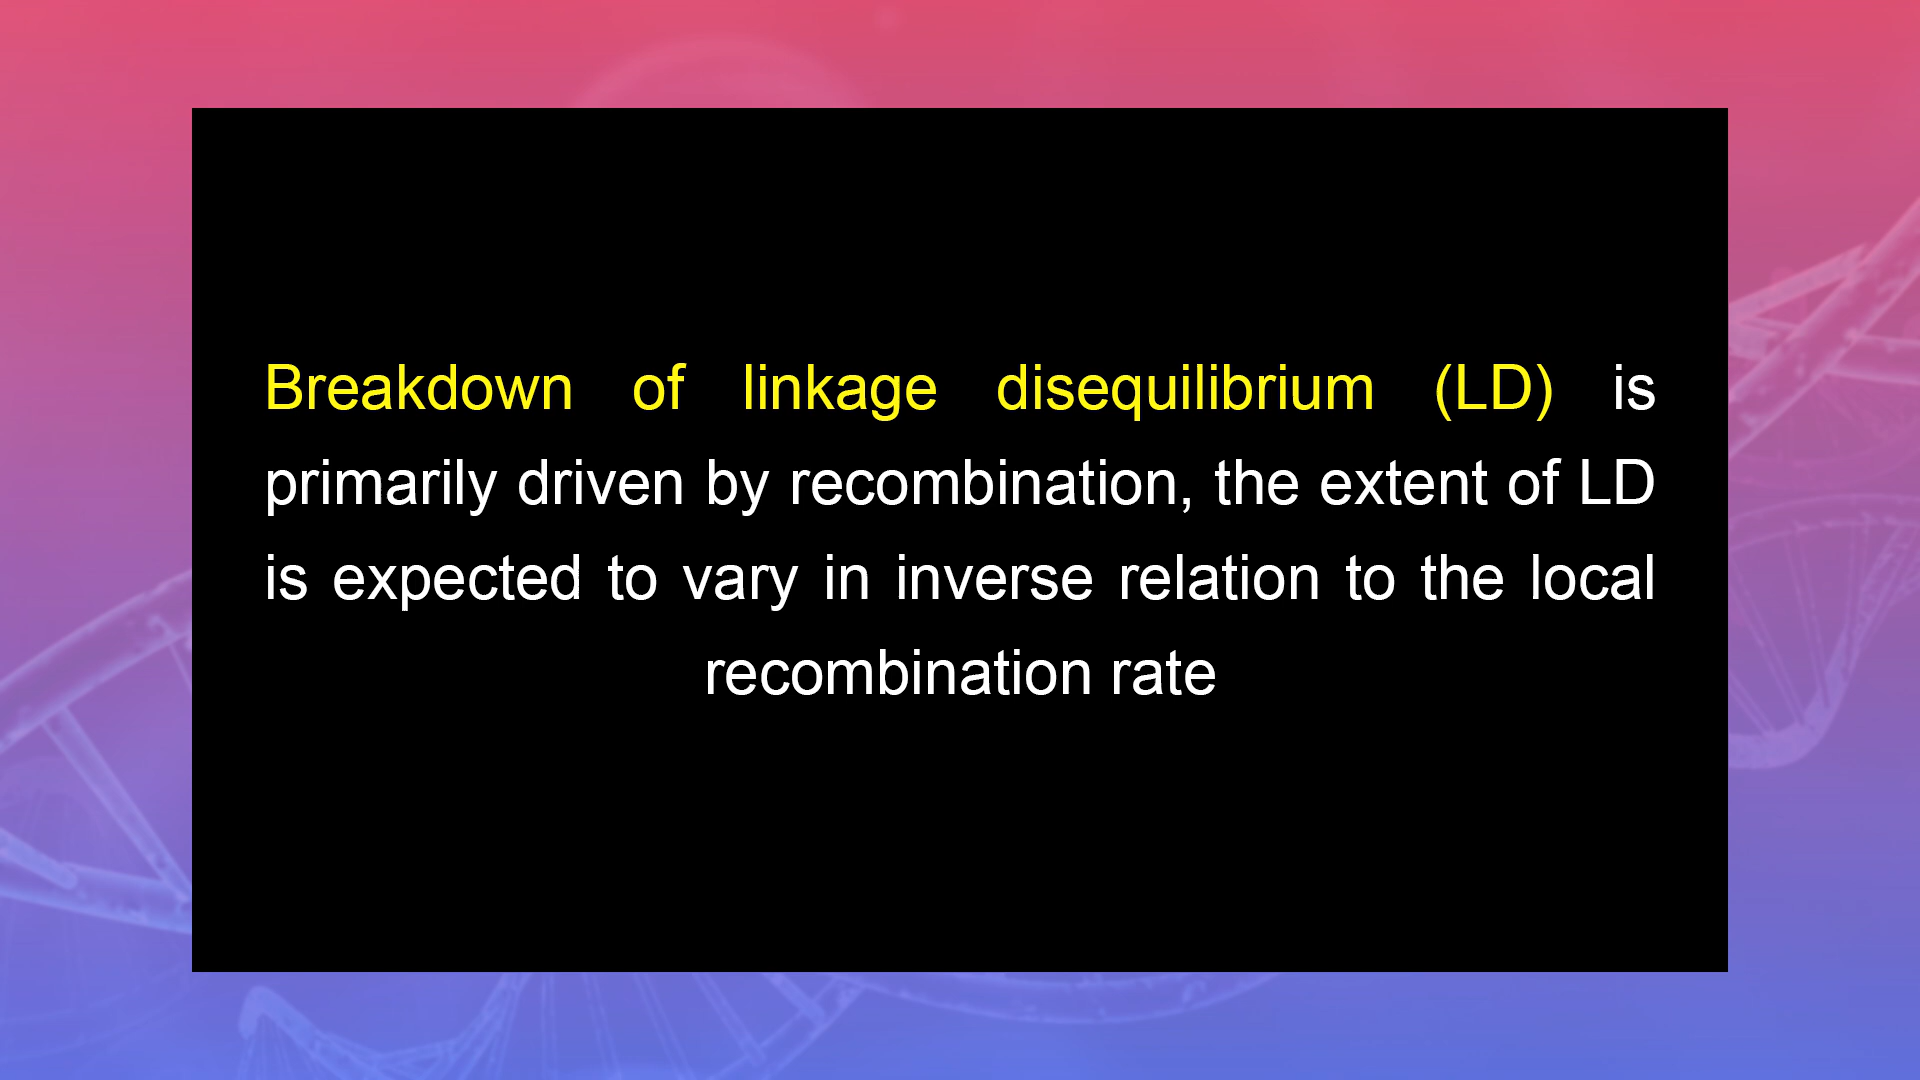 Breakdown of linkage disequilibrium (LD) is
primarily driven by recombination, the extent of LD
is expected to vary in inverse relation to the local
recombination rate